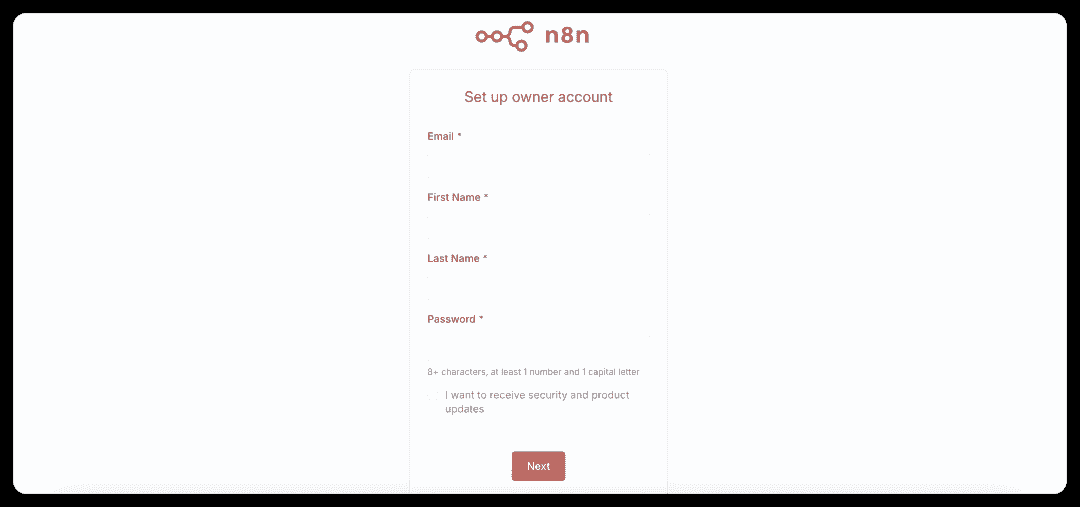 n8n
Set up owner account
Email *
First Name *
Last Name *
Password *
8+ characters, at least 1 number and 1 capital letter
I want to receive security and product
updates
Next